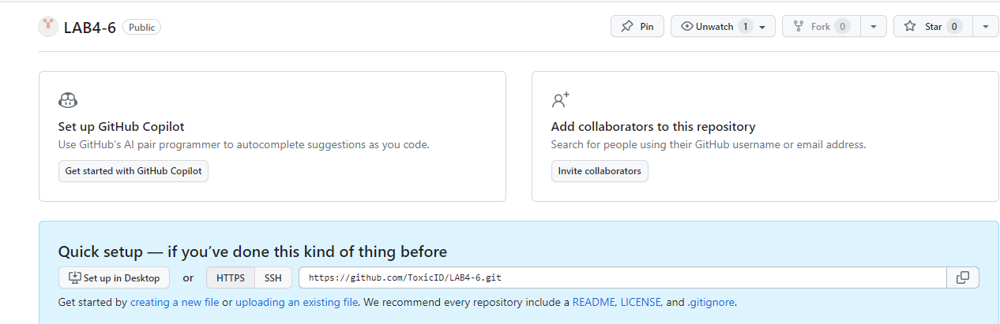 LAB4-6 Public Pin Unwatch 1 Fork 0 Star 0
Set up GitHub Copilot
Use GitHub's AI pair programmer to autocomplete suggestions as you code.
Get started with GitHub Copilot
Add collaborators to this repository
Search for people using their GitHub username or email address.
Invite collaborators
Quick setup — if you’ve done this kind of thing before
Set up in Desktop or HTTPS SSH https://github.com/ToxicID/LAB4-6.git
Get started by creating a new file or uploading an existing file. We recommend every repository include a README, LICENSE, and .gitignore.